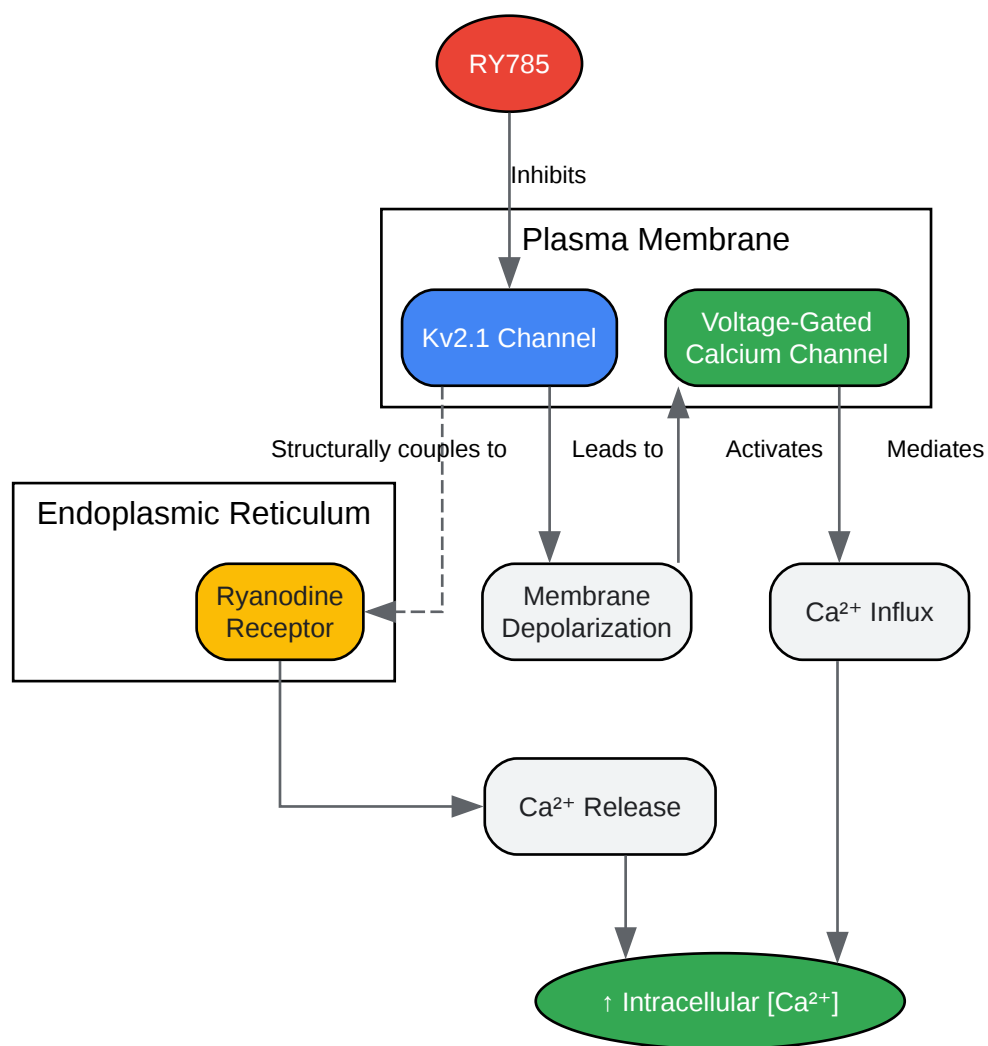 RY785
Inhibits
Plasma Membrane
Kv2.1 Channel
Voltage-Gated
Calcium Channel
Structurally couples to
Leads to
Activates
Mediates
Endoplasmic Reticulum
Ryanodine
Receptor
Membrane
Depolarization
Ca²⁺ Influx
Ca²⁺ Release
↑ Intracellular [Ca²⁺]